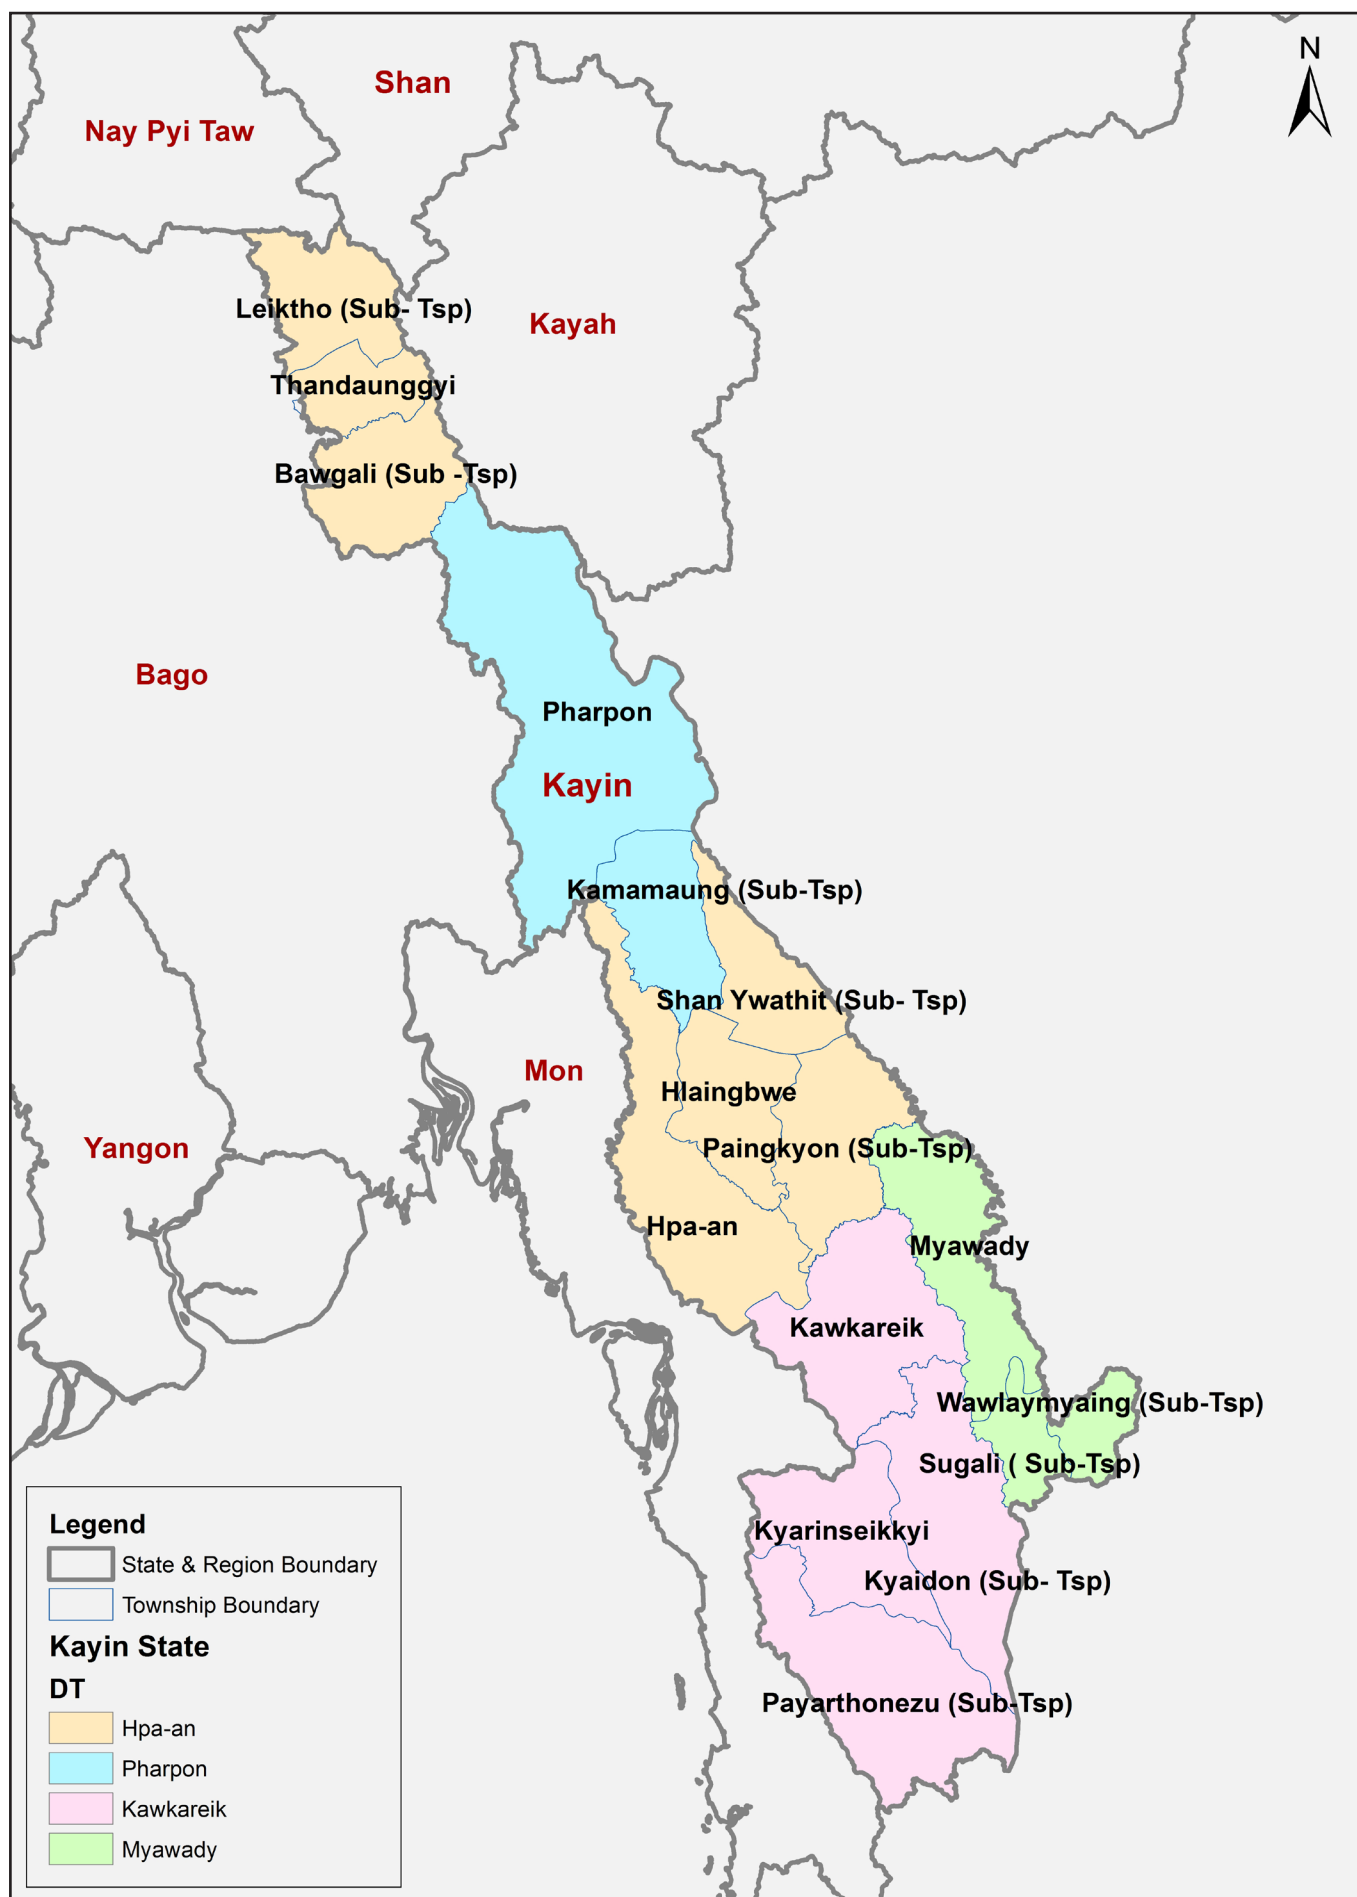 N
Shan
Nay Pyi Taw
Leiktho (Sub- Tsp)
Kayah
Thandaunggyi
Bawgali (Sub -Tsp)
Bago
Pharpon
Kayin
Kamamaung (Sub-Tsp)
Shan Ywathit (Sub- Tsp)
Mon
Hlaingbwe
Yangon
Paingkyon (Sub-Tsp)
Hpa-an
Myawady
Kawkareik
Wawlaymyaing (Sub-Tsp)
Sugali ( Sub-Tsp)
Kyarinseikkyi
Kyaidon (Sub- Tsp)
Payarthonezu (Sub-Tsp)
Legend
State & Region Boundary
Township Boundary
Kayin State
DT
Hpa-an
Pharpon
Kawkareik
Myawady